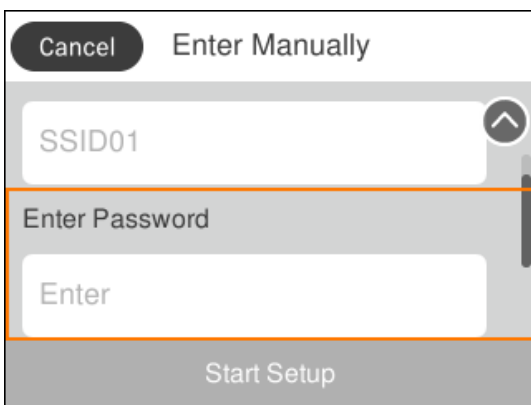 Cancel Enter Manually
SSID01
Enter Password
Enter
Start Setup